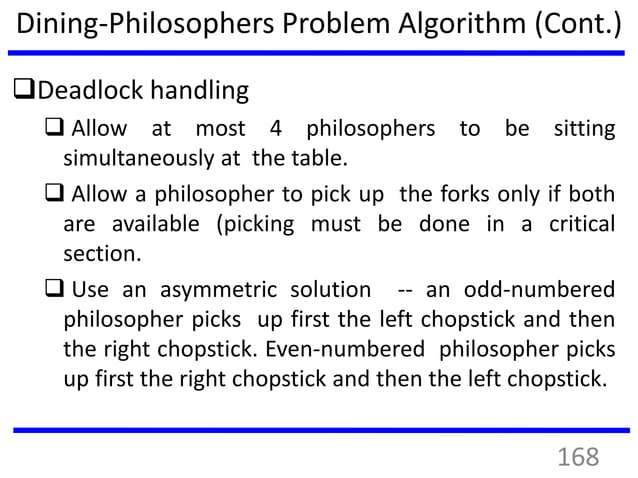 Dining-Philosophers Problem Algorithm (Cont.)
❑Deadlock handling
❑ Allow at most 4 philosophers to be sitting
simultaneously at the table.
❑ Allow a philosopher to pick up the forks only if both
are available (picking must be done in a critical
section.
❑ Use an asymmetric solution -- an odd-numbered
philosopher picks up first the left chopstick and then
the right chopstick. Even-numbered philosopher picks
up first the right chopstick and then the left chopstick.
168